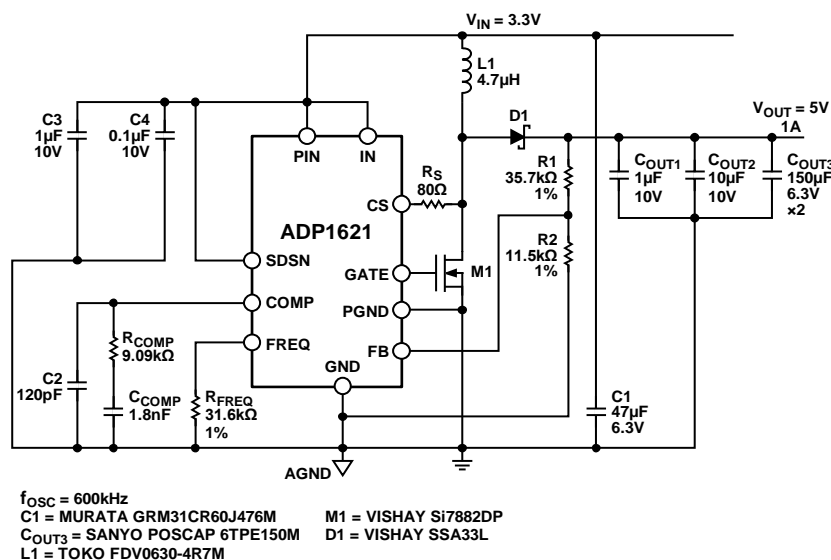 V_IN = 3.3V
L1
4.7µH
D1
V_OUT = 5V
1A
C3
1µF
10V
C4
0.1µF
10V
PIN
IN
R_S
80Ω
CS
R1
35.7kΩ
1%
C_OUT1
1µF
10V
C_OUT2
10µF
10V
C_OUT3
150µF
6.3V
×2
ADP1621
R2
11.5kΩ
1%
SDSN
GATE
M1
COMP
PGND
R_COMP
9.09kΩ
FREQ
FB
GND
C2
120pF
C_COMP
1.8nF
R_FREQ
31.6kΩ
1%
C1
47µF
6.3V
AGND
f_OSC = 600kHz
C1 = MURATA GRM31CR60J476M
M1 = VISHAY Si7882DP
C_OUT3 = SANYO POSCAP 6TPE150M
D1 = VISHAY SSA33L
L1 = TOKO FDV0630-4R7M